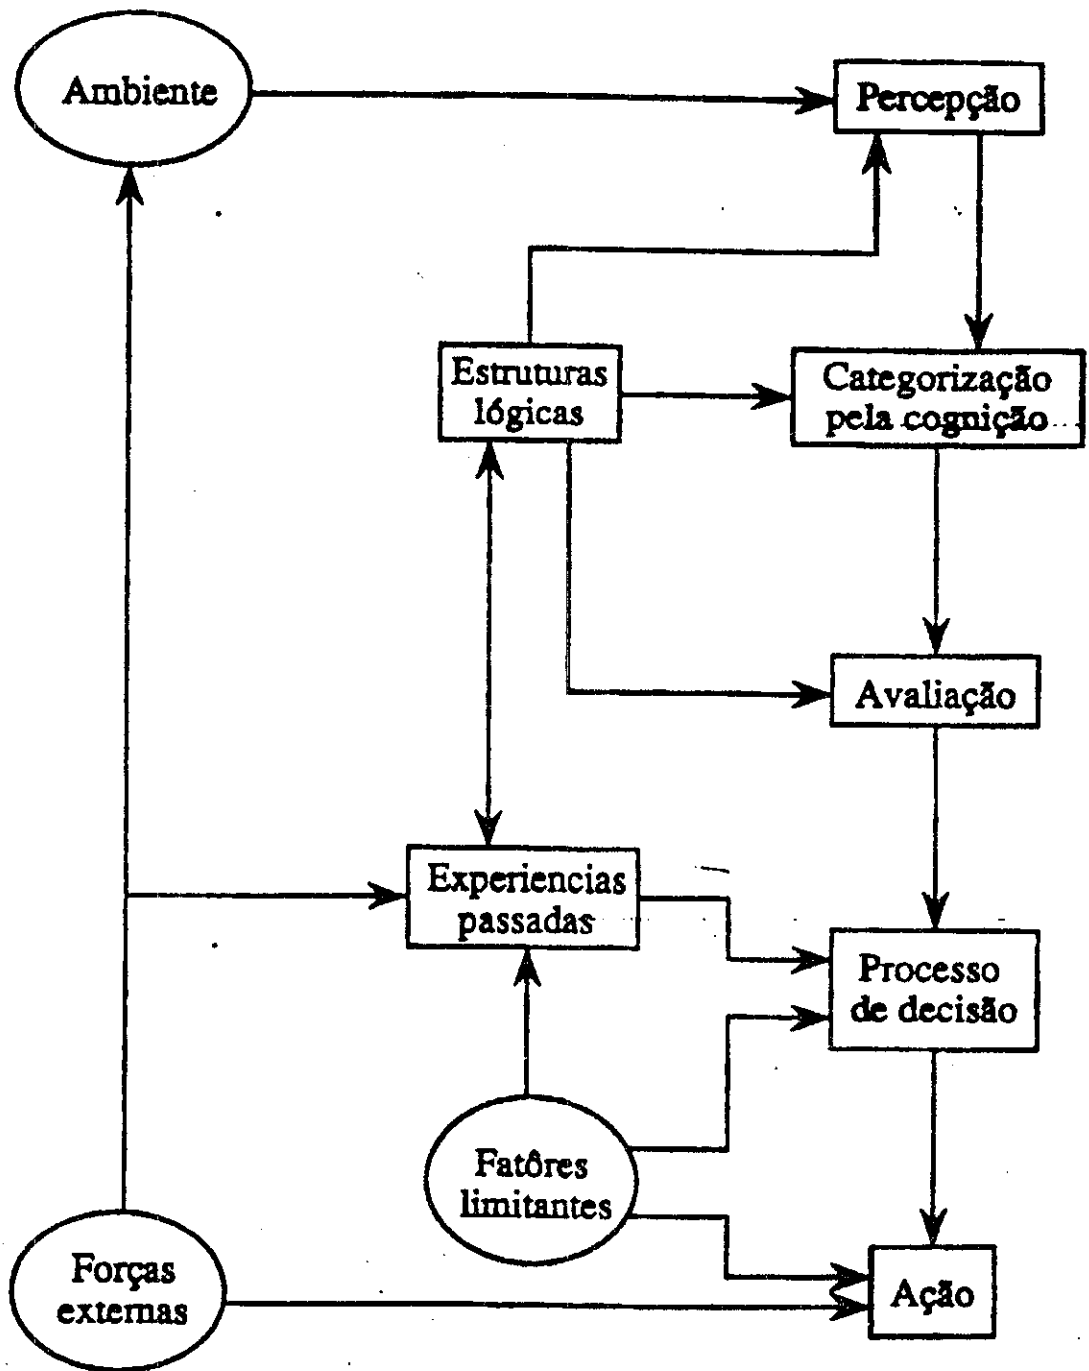 Ambiente
Percepção
Estruturas
lógicas
Categorização
pela cognição
Avaliação
Experiencias
passadas
Processo
de decisão
Fatôres
limitantes
Forças
externas
Ação